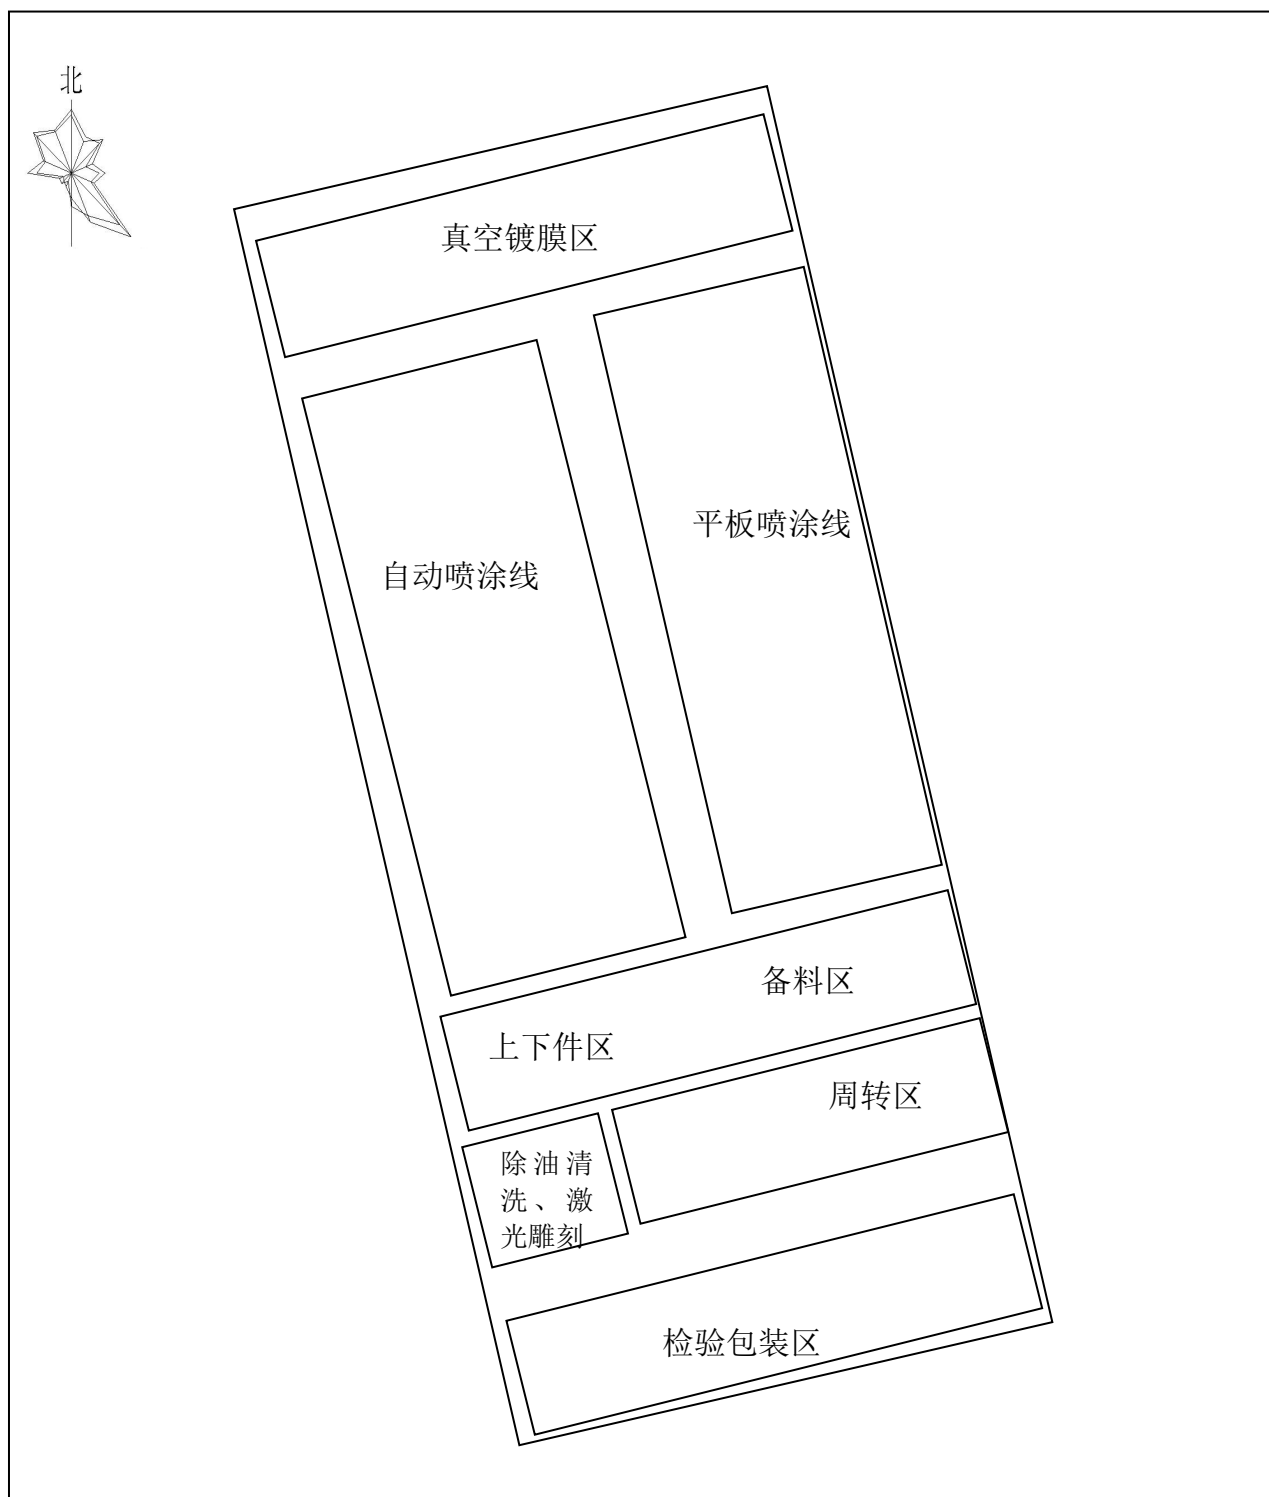 北
真空镀膜区
平板喷涂线
自动喷涂线
备料区
上下件区
周转区
除油清
洗、激
光雕刻
检验包装区